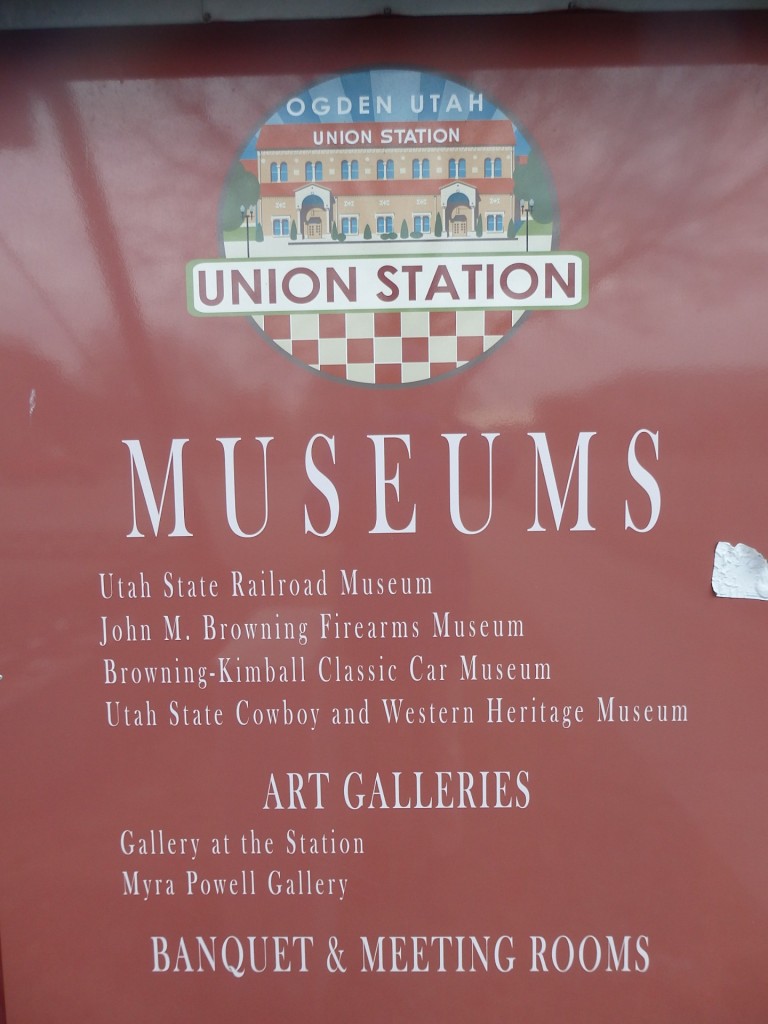 OGDEN UTAH
UNION STATION
UNION STATION
MUSEUMS
Utah State Railroad Museum
John M. Browning Firearms Museum
Browning-Kimball Classic Car Museum
Utah State Cowboy and Western Heritage Museum
ART GALLERIES
Gallery at the Station
Myra Powell Gallery
BANQUET & MEETING ROOMS